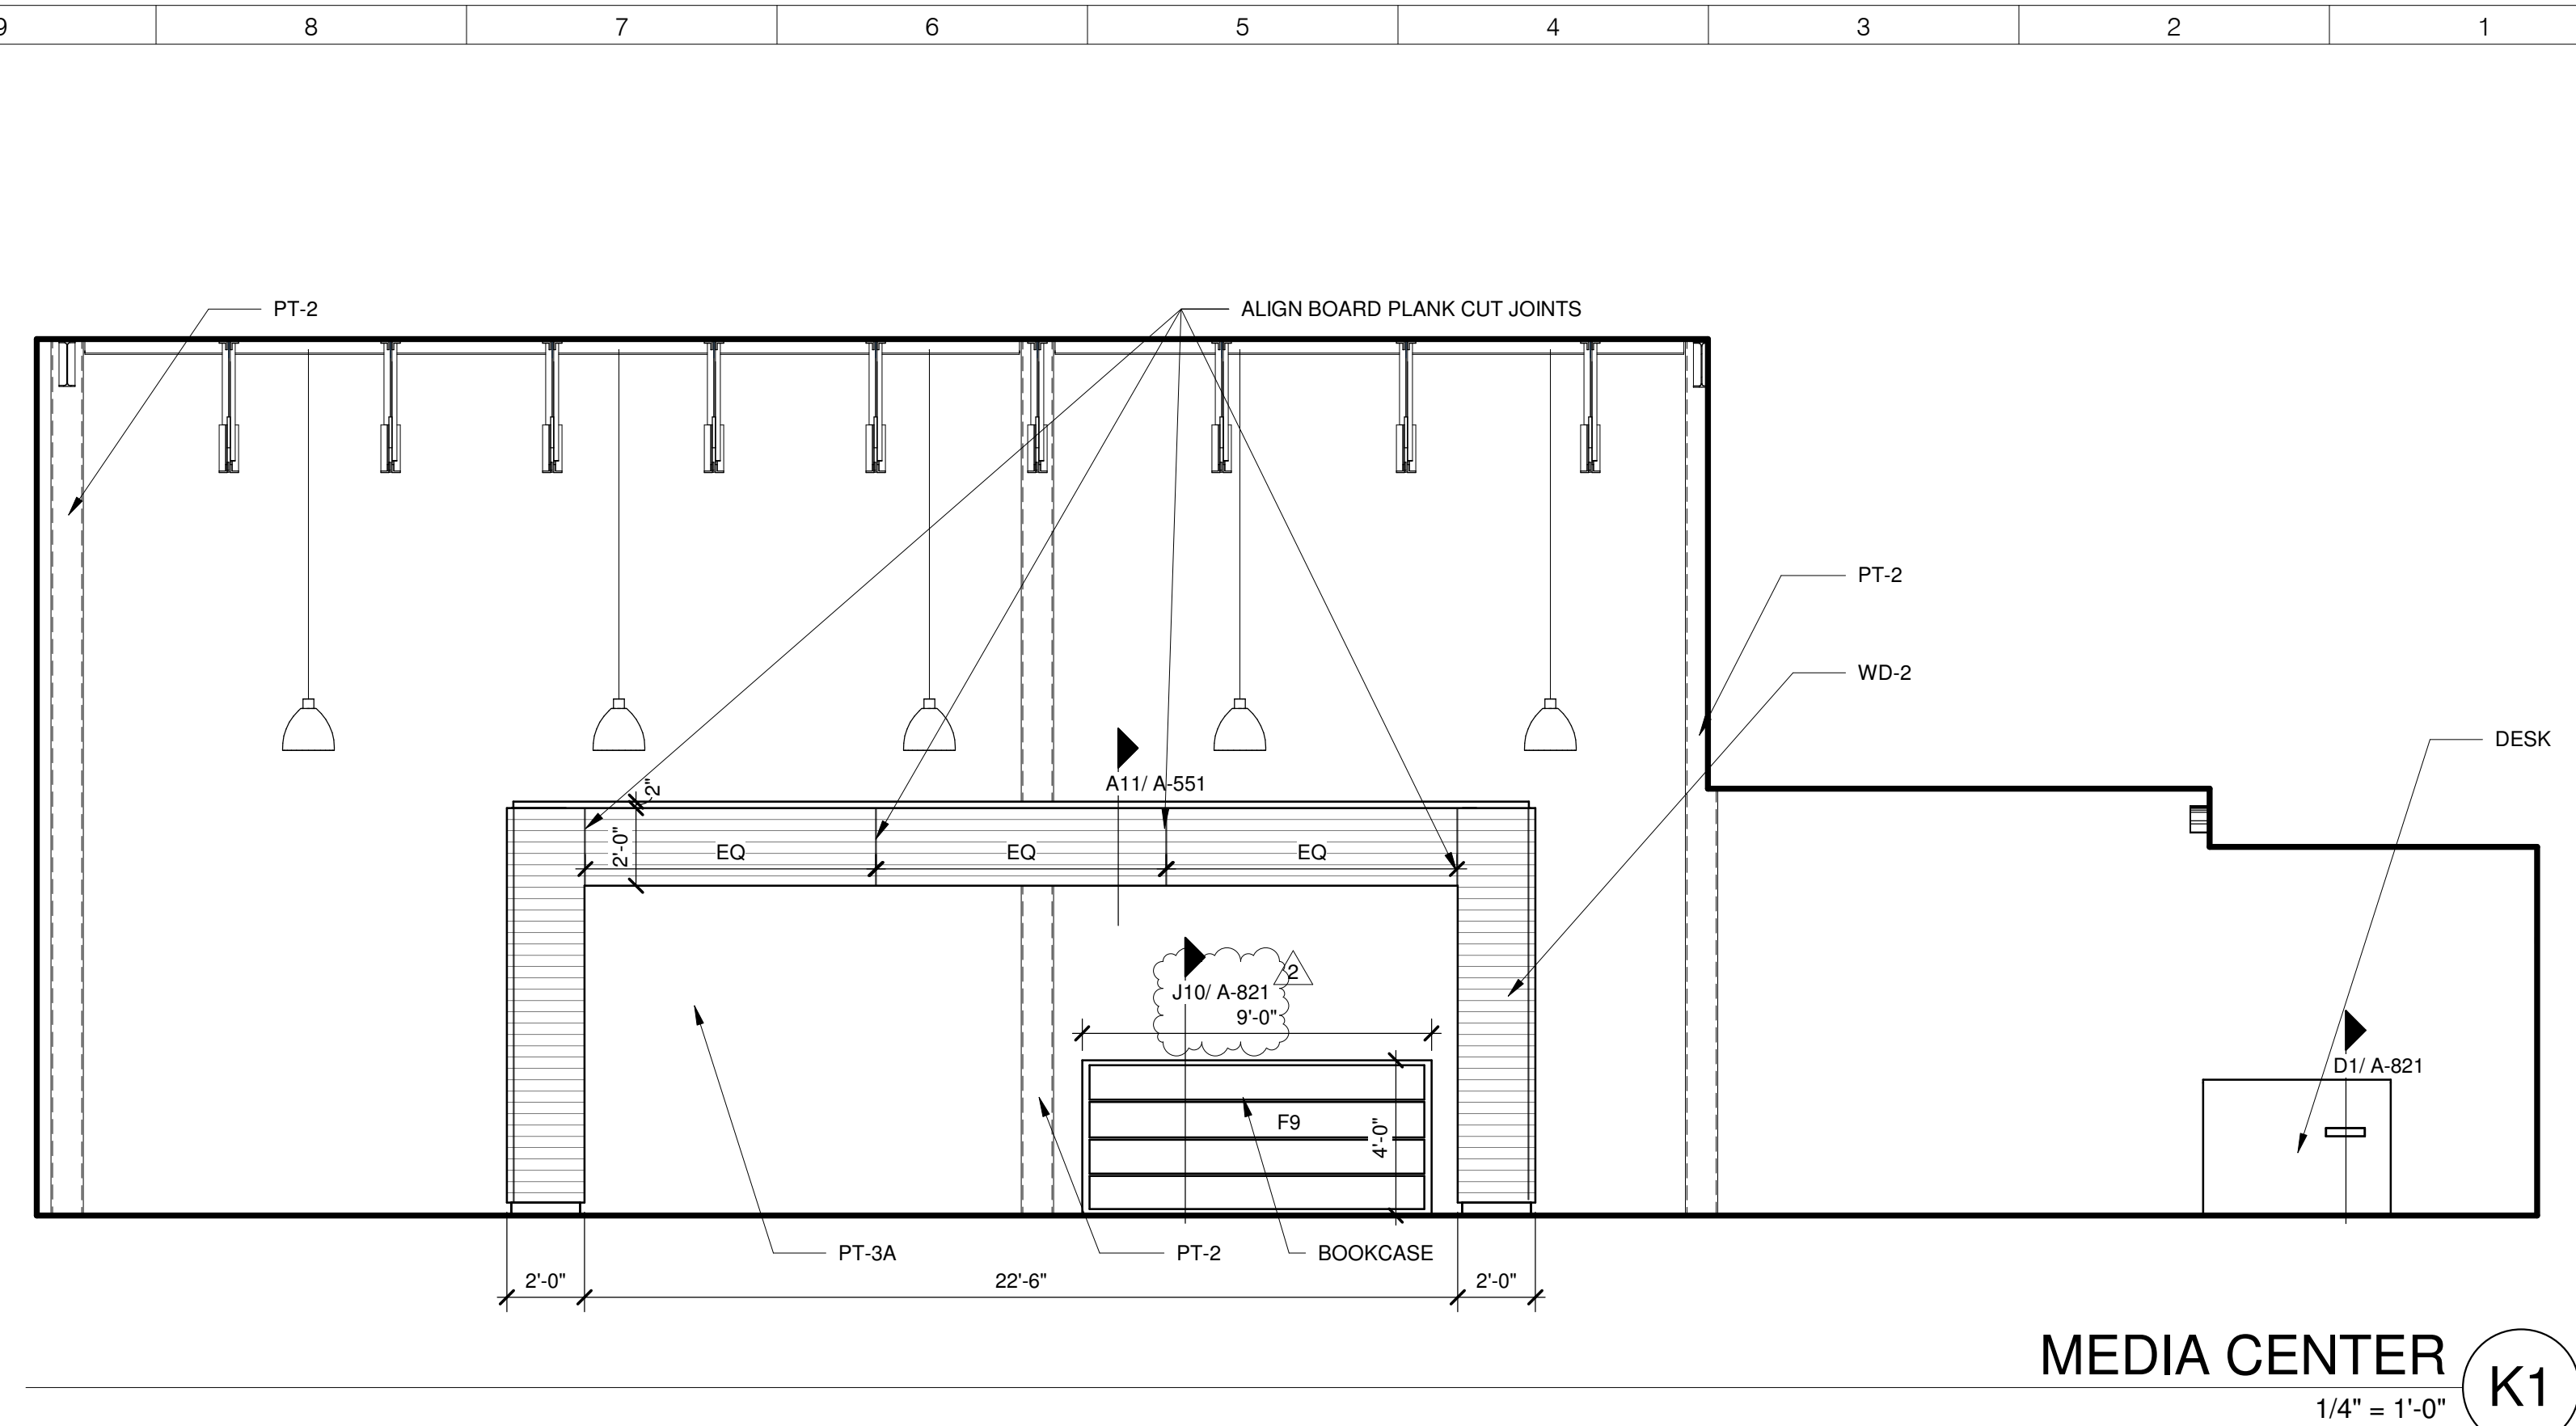 9 8 7 6 5 4 3 2 1
PT-2
ALIGN BOARD PLANK CUT JOINTS
PT-2
WD-2
DESK
2"
A11/ A-551
2'-0"
EQ EQ EQ
2
J10/ A-821
9'-0"
D1/ A-821
F9
4'-0"
PT-3A
PT-2
BOOKCASE
2'-0" 22'-6" 2'-0"
MEDIA CENTER
K1
1/4" = 1'-0"